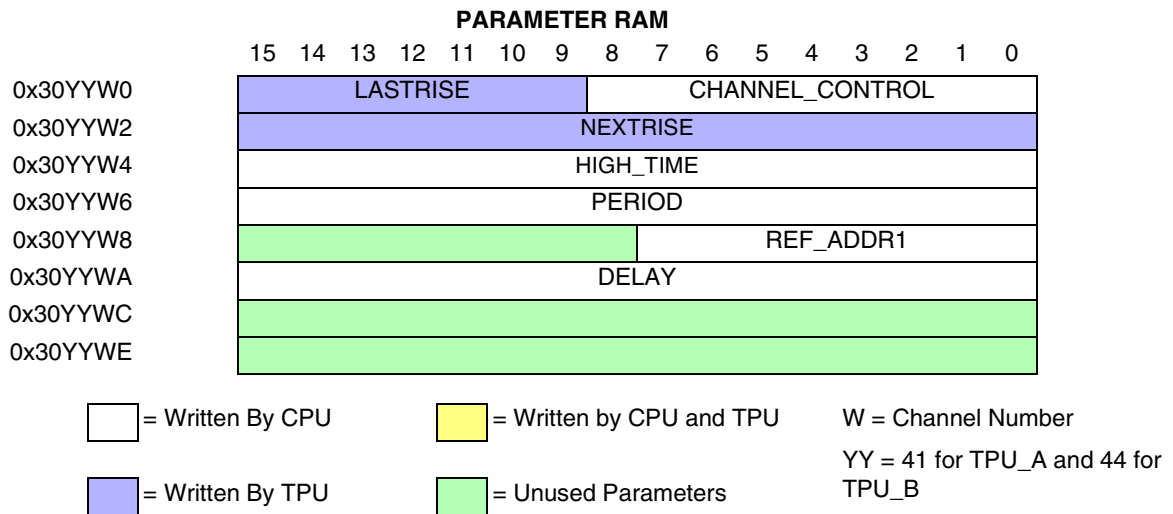 PARAMETER RAM
15 14 13 12 11 10 9 8 7 6 5 4 3 2 1 0
0x30YYW0 LASTRISE CHANNEL_CONTROL
0x30YYW2 NEXTRISE
0x30YYW4 HIGH_TIME
0x30YYW6 PERIOD
0x30YYW8 REF_ADDR1
0x30YYWA DELAY
0x30YYWC
0x30YYWE
= Written By CPU = Written by CPU and TPU W = Channel Number
= Written By TPU = Unused Parameters YY = 41 for TPU_A and 44 for
TPU_B